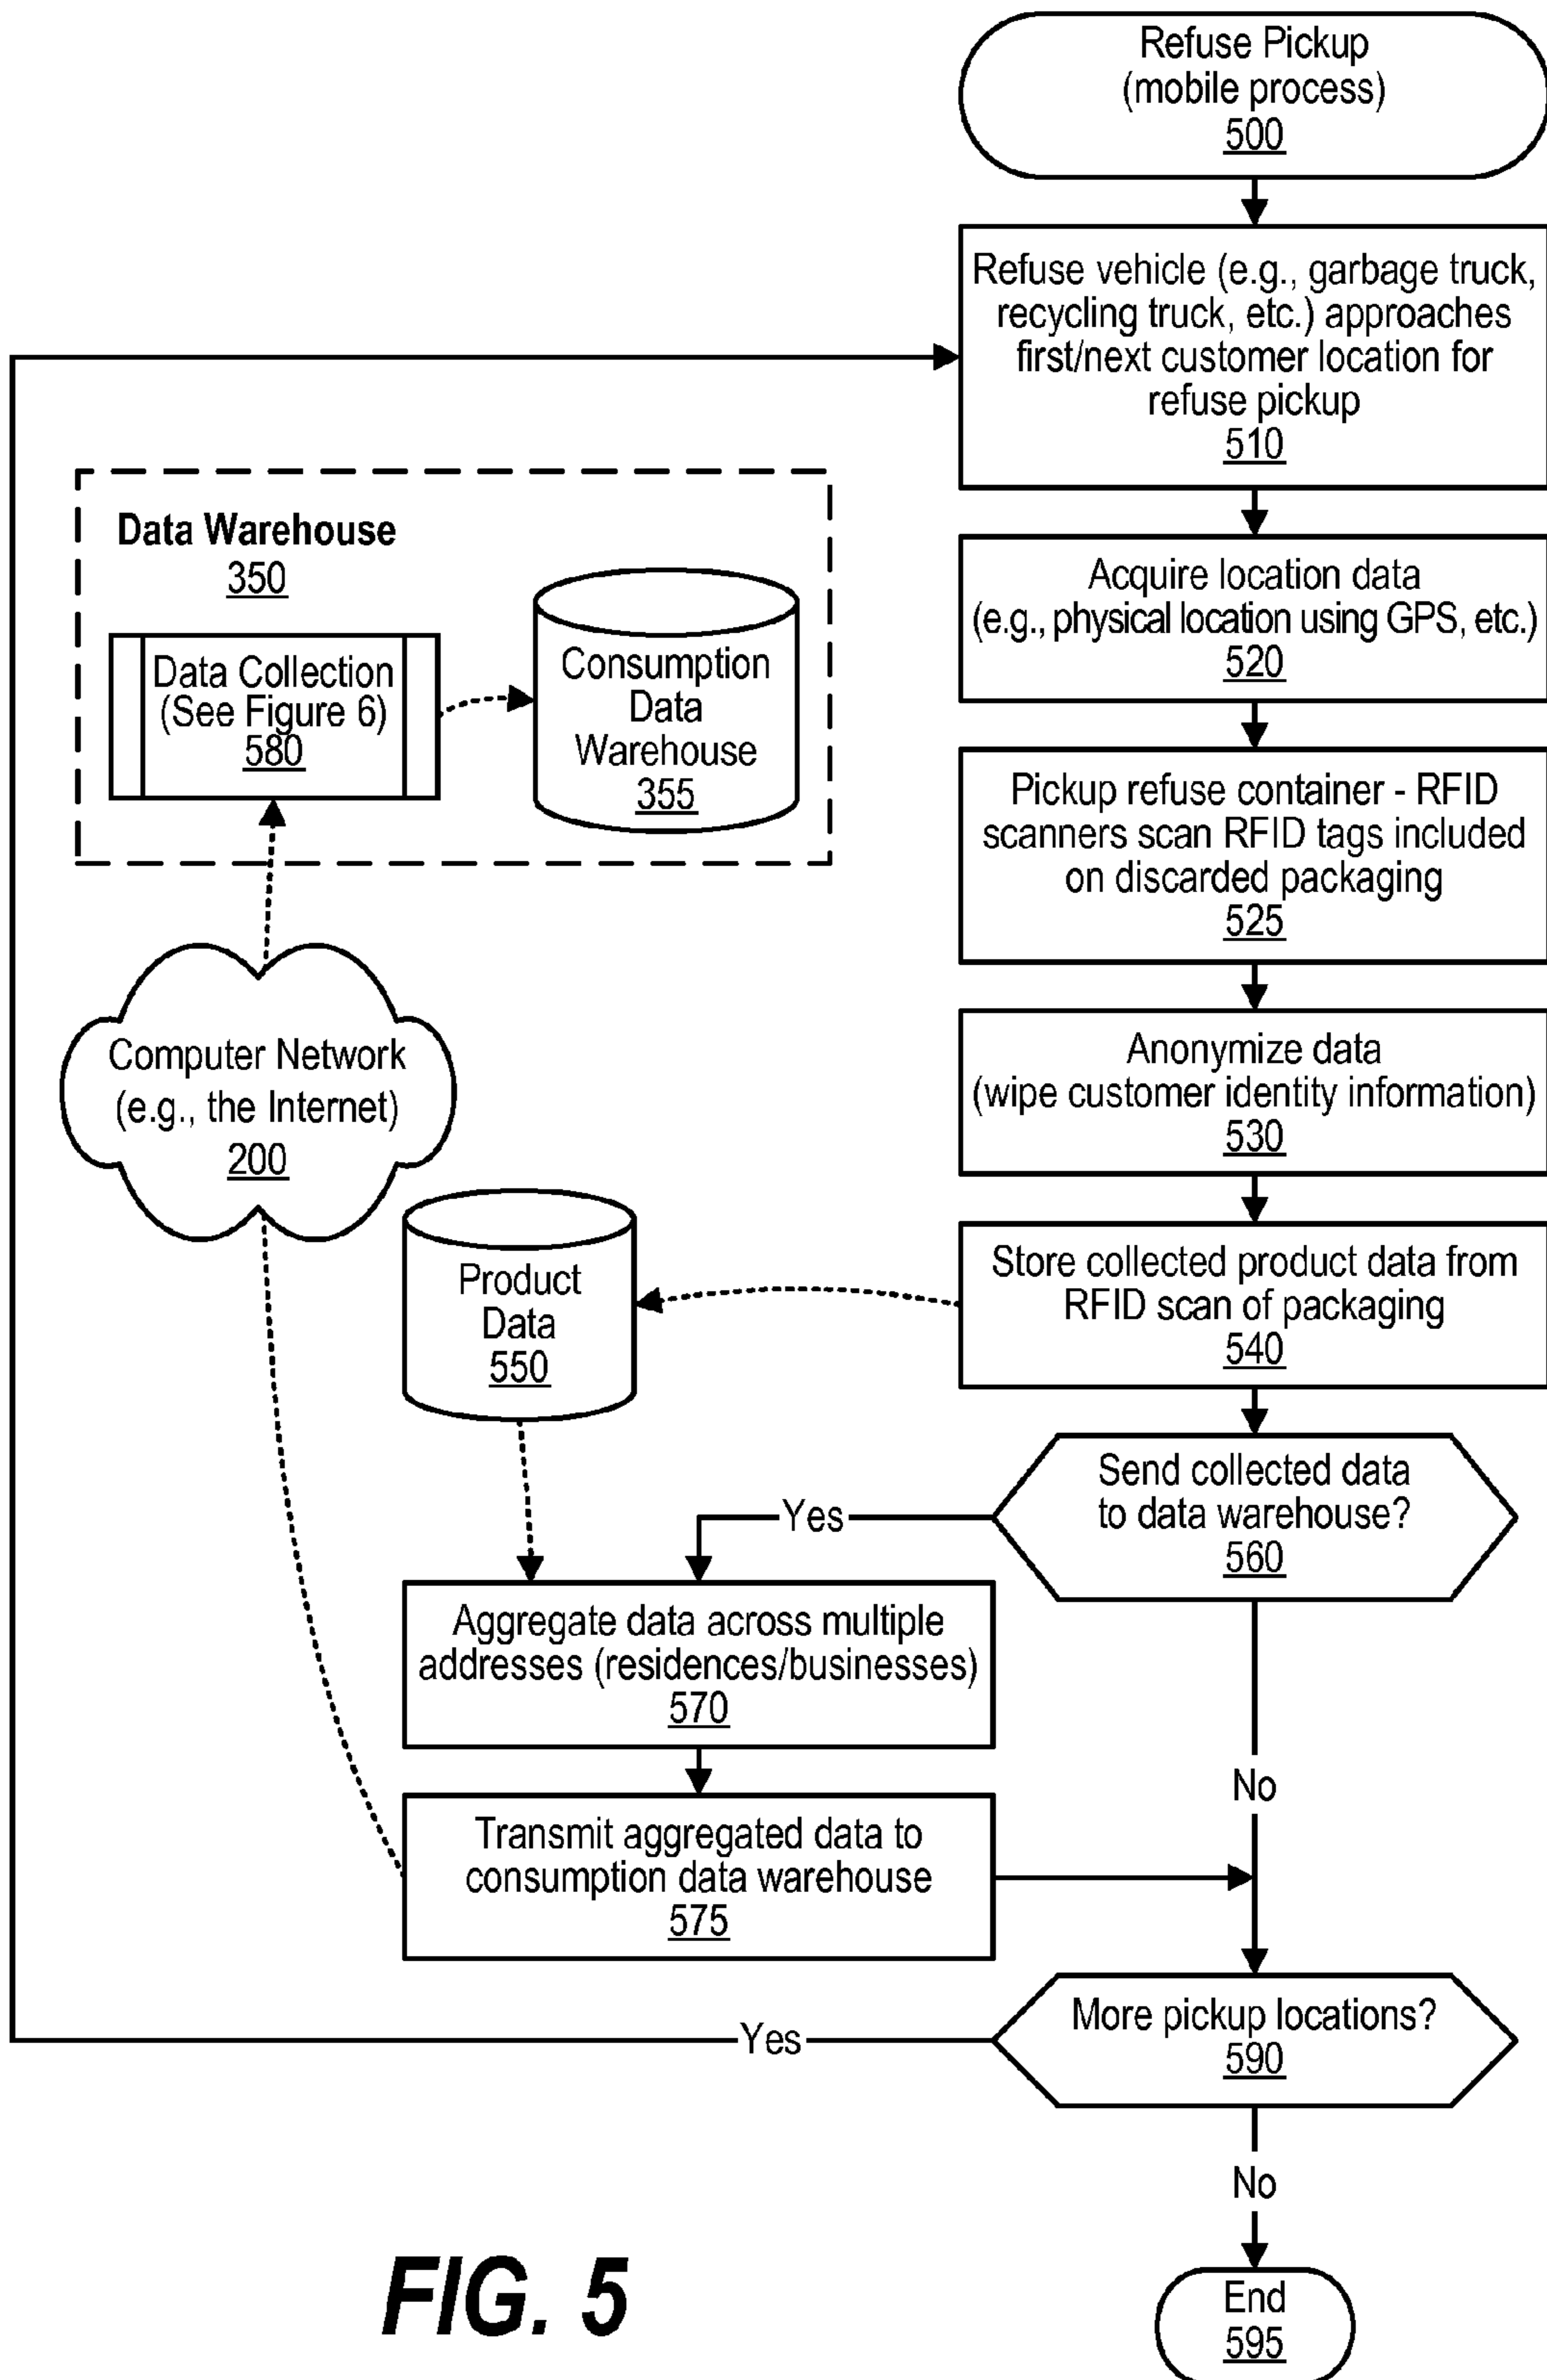 Refuse Pickup
(mobile process)
500
Refuse vehicle (e.g., garbage truck,
recycling truck, etc.) approaches
first/next customer location for
refuse pickup
510
Data Warehouse
350
Data Collection
(See Figure 6)
580
Consumption
Data
Warehouse
355
Acquire location data
(e.g., physical location using GPS, etc.)
520
Pickup refuse container - RFID
scanners scan RFID tags included
on discarded packaging
525
Computer Network
(e.g., the Internet)
200
Anonymize data
(wipe customer identity information)
530
Product
Data
550
Store collected product data from
RFID scan of packaging
540
Send collected data
to data warehouse?
560
Yes
Aggregate data across multiple
addresses (residences/businesses)
570
No
Transmit aggregated data to
consumption data warehouse
575
More pickup locations?
590
Yes
No
End
595
FIG. 5